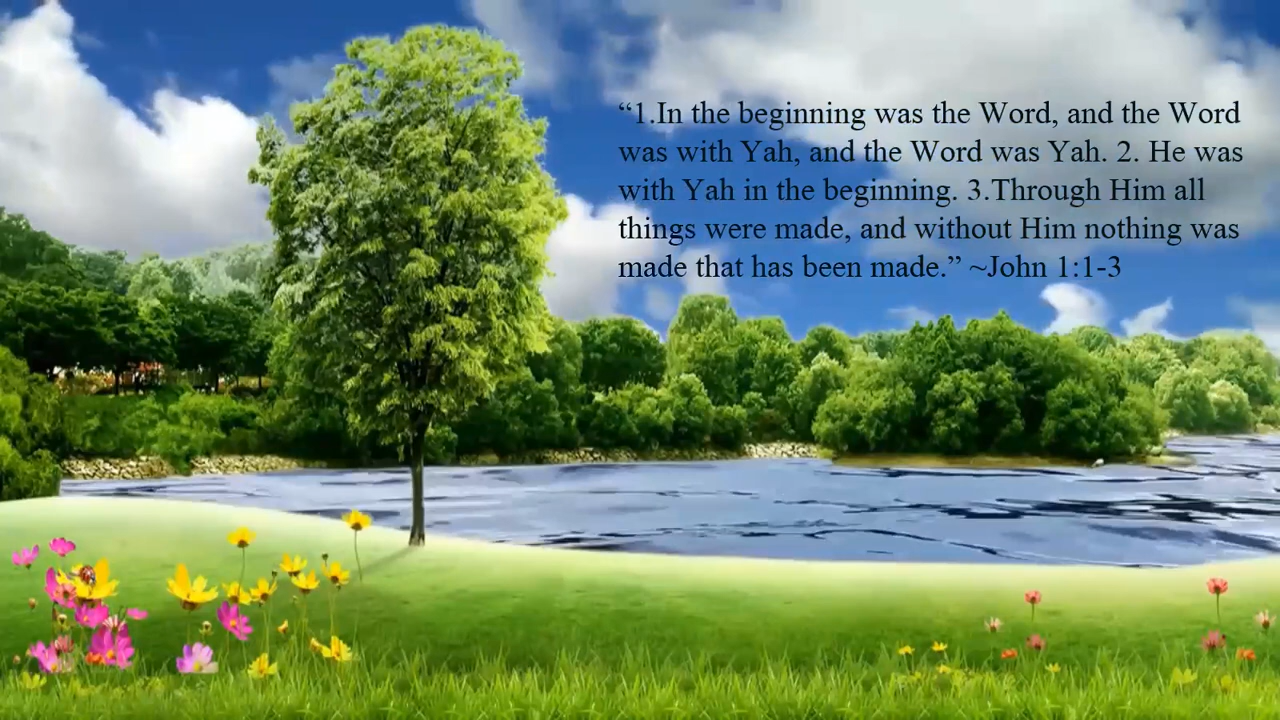 “1.In the beginning was the Word, and the Word
was with Yah, and the Word was Yah. 2. He was
with Yah in the beginning. 3.Through Him all
things were made, and without Him nothing was
made that has been made.” ~John 1:1-3